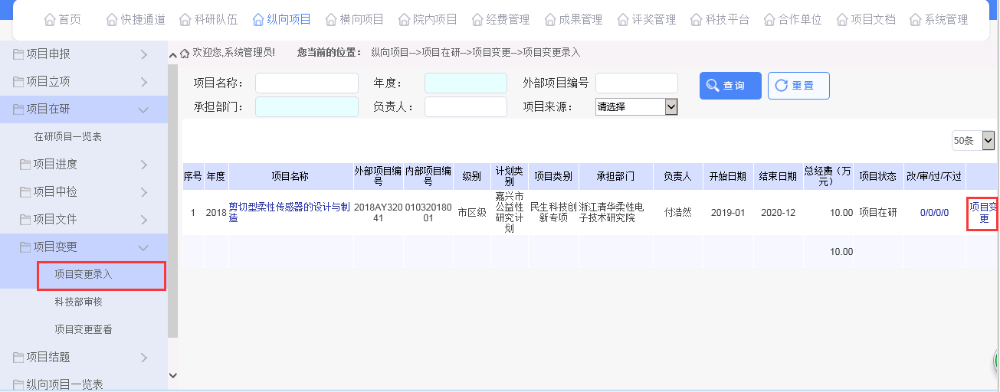 首页 快捷通道 科研队伍 纵向项目 横向项目 院内项目 经费管理 成果管理 评奖管理 科技平台 合作单位 项目文档 系统管理
项目申报
项目立项
项目在研
在研项目一览表
项目进度
项目中检
项目文件
项目变更
项目变更录入
科技部审核
项目变更查看
项目结题
纵向项目一览表
欢迎您,系统管理员! 您当前的位置： 纵向项目-->项目在研-->项目变更-->项目变更录入
项目名称： 年度： 外部项目编号 查询 重置
承担部门： 负责人： 项目来源： 请选择
50条
序号 年度 项目名称 外部项目编号 内部项目编号 级别 计划类别 项目类别 承担部门 负责人 开始日期 结束日期 总经费（万元） 项目状态 改/审/过/不过
1 2018 剪切型柔性传感器的设计与制造 2018AY32041 01032018001 市区级 嘉兴市公益性研究计划 民生科技创新专项 浙江清华柔性电子技术研究院 付浩然 2019-01 2020-12 10.00 项目在研 0/0/0/0 项目变更
10.00